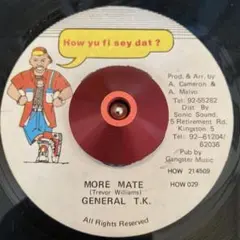 How yu fi sey dat ?
Prod. & Arr. by
A. Cameron &
A. Metex
Tel: 92-55282
Dist By
Sonic Sound.
5 Retirement Rd.
Kingston 5
Tel: 92-61204/
62036
Pub by
Gangster Music
HOW 214509
MORE MATE
HOW 029
(Trevor Williams)
GENERAL T.K.
All Rights Reserved